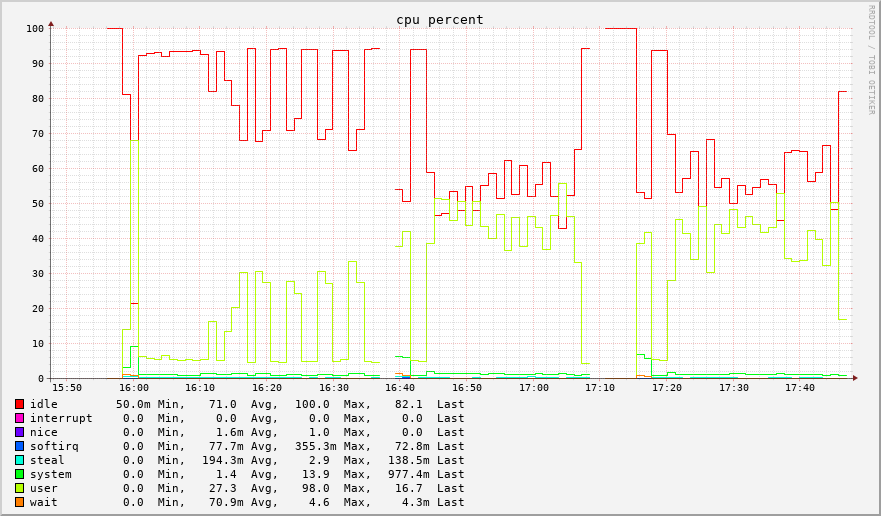 cpu percent
RRDTOOL / TOBI OETIKER
100
90
80
70
60
50
40
30
20
10
0
15:50 16:00 16:10 16:20 16:30 16:40 16:50 17:00 17:10 17:20 17:30 17:40
idle 50.0m Min, 71.0 Avg, 100.0 Max, 82.1 Last
interrupt 0.0 Min, 0.0 Avg, 0.0 Max, 0.0 Last
nice 0.0 Min, 1.6m Avg, 1.0 Max, 0.0 Last
softirq 0.0 Min, 77.7m Avg, 355.3m Max, 72.8m Last
steal 0.0 Min, 194.3m Avg, 2.9 Max, 138.5m Last
system 0.0 Min, 1.4 Avg, 13.9 Max, 977.4m Last
user 0.0 Min, 27.3 Avg, 98.0 Max, 16.7 Last
wait 0.0 Min, 70.9m Avg, 4.6 Max, 4.3m Last